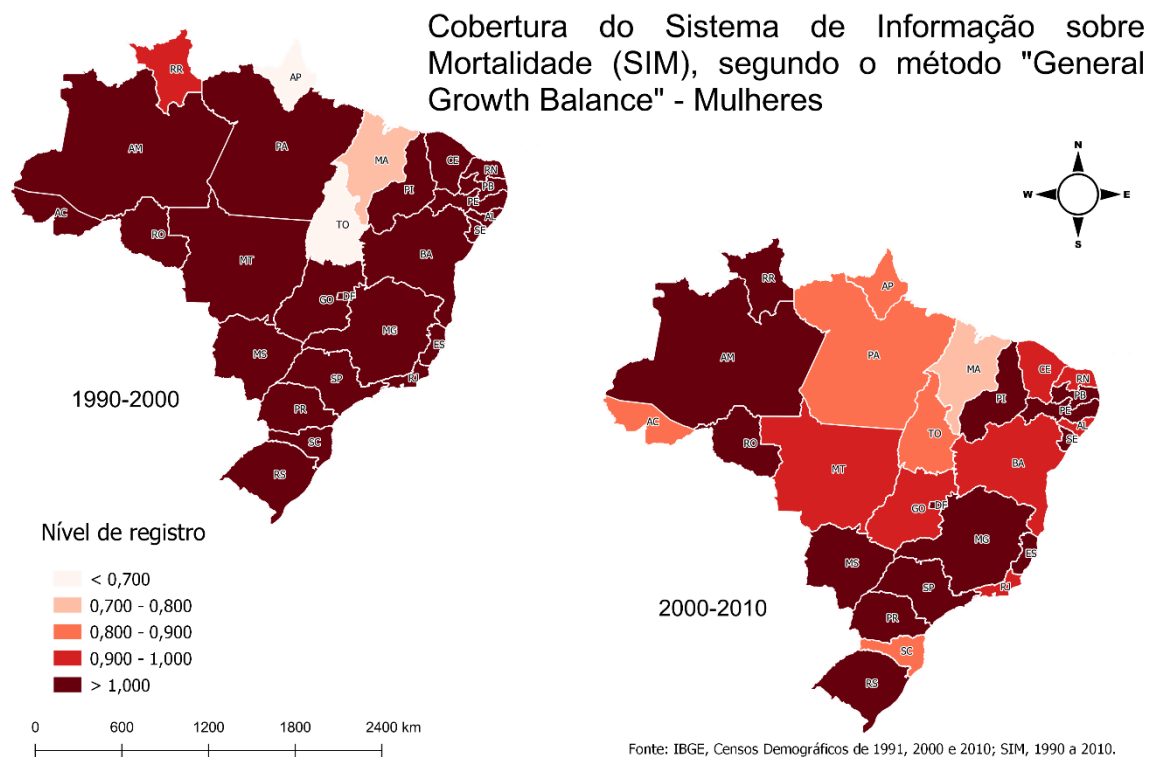 Cobertura do Sistema de Informação sobre
Mortalidade (SIM), segundo o método "General
Growth Balance" - Mulheres
RR
AP
AM
PA
MA
CE
RN
PI
PB
PE
AC
AL
TO
SE
RO
MT
BA
GO
DF
MG
MS
ES
SP
RJ
PR
SC
RS
1990-2000
N
W
E
S
RR
AP
AM
PA
MA
CE
RN
PI
PB
PE
AC
AL
TO
SE
RO
MT
BA
GO
DF
MG
MS
ES
SP
RJ
PR
SC
RS
2000-2010
Nível de registro
< 0,700
0,700 - 0,800
0,800 - 0,900
0,900 - 1,000
> 1,000
0 600 1200 1800 2400 km
Fonte: IBGE, Censos Demográficos de 1991, 2000 e 2010; SIM, 1990 a 2010.